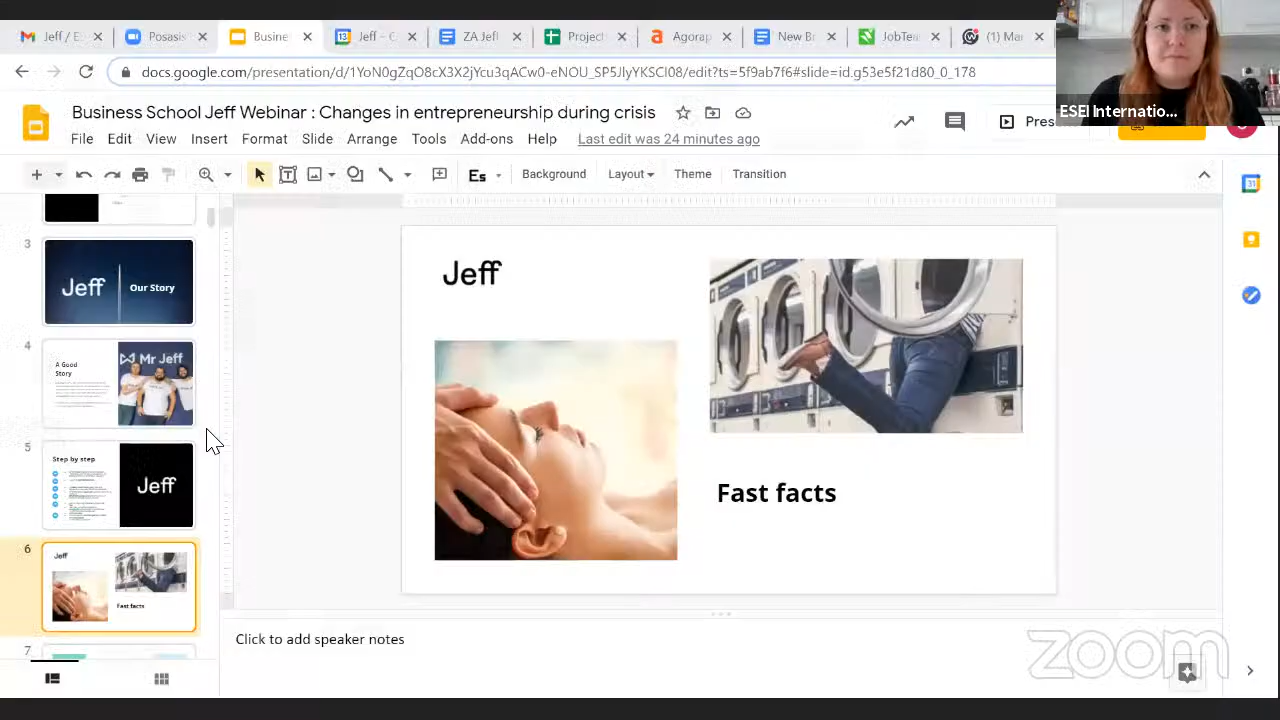 Jeff / E
Posasis
Busine
Jeff - C
ZA Jeff
Project
Agorap
New B
JobTea
(1) Ma
docs.google.com/presentation/d/1YoN0gZqO8cX3X2jYcu3qACw0-eNOU_SP5JlyYKSCl08/edit?ts=5f9ab7f6#slide=id.g53e5f21d80_0_178
ESEI Internatio...
Business School Jeff Webinar : Changes in entrepreneurship during crisis
File Edit View Insert Format Slide Arrange Tools Add-ons Help Last edit was 24 minutes ago
Prese
Es
Background Layout Theme Transition
3
Jeff Our Story
4
A Good
Story
Mr Jeff
5
Step by step
Jeff
6
Jeff
Fast facts
7
Jeff
Fast facts
Click to add speaker notes
zoom
31